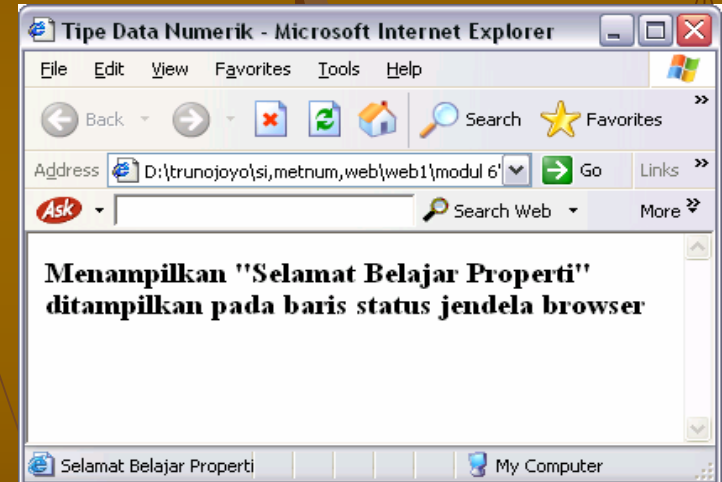 Tipe Data Numerik - Microsoft Internet Explorer
File Edit View Favorites Tools Help
Back Search Favorites »
Address D:\trunojoyo\si,metnum,web\web1\modul 6' Go Links »
Ask Search Web More »
Menampilkan "Selamat Belajar Properti"
ditampilkan pada baris status jendela browser
Selamat Belajar Properti My Computer